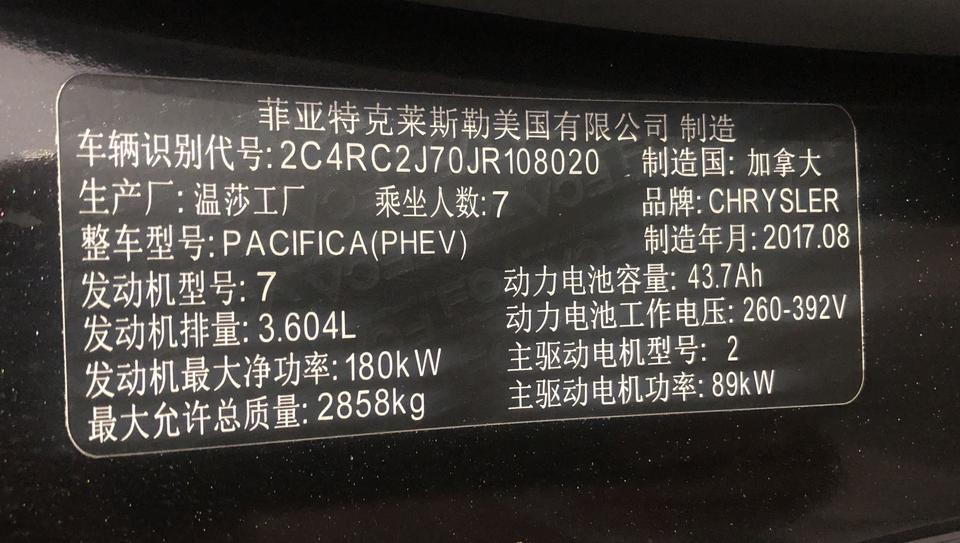 菲亚特克莱斯勒美国有限公司 制造
车辆识别代号:2C4RC2J70JR108020 制造国: 加拿大
生产厂: 温莎工厂 乘坐人数:7 品牌: CHRYSLER
整车型号: PACIFICA(PHEV) 制造年月: 2017.08
发动机型号: 7 动力电池容量: 43.7Ah
发动机排量: 3.604L 动力电池工作电压: 260-392V
发动机最大净功率: 180kW 主驱动电机型号: 2
最大允许总质量: 2858kg 主驱动电机功率: 89kW